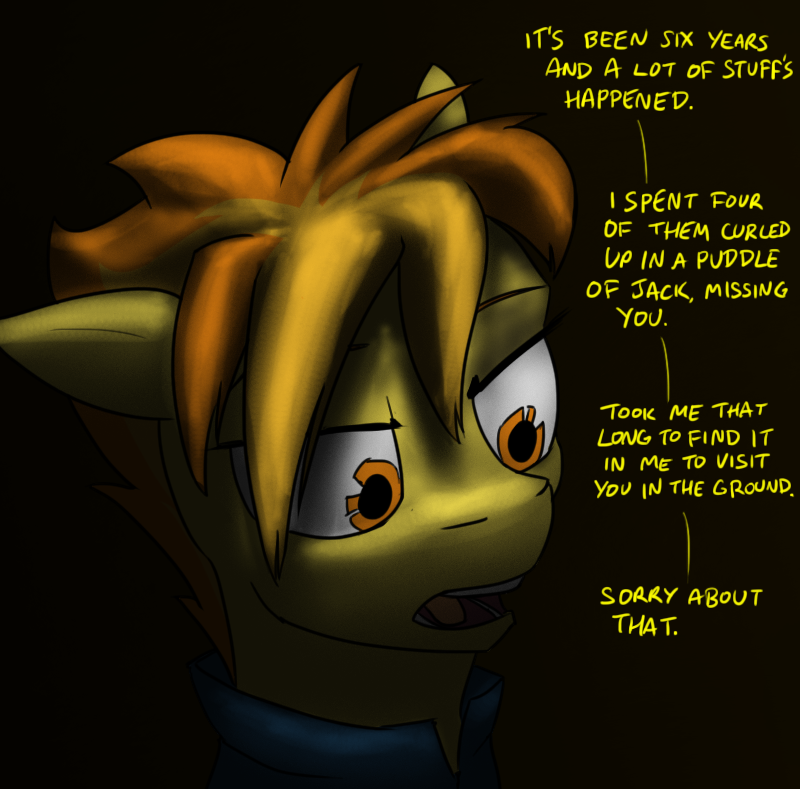 IT'S BEEN SIX YEARS
AND A LOT OF STUFF'S
HAPPENED.
I SPENT FOUR
OF THEM CURLED
UP IN A PUDDLE
OF JACK, MISSING
YOU.
TOOK ME THAT
LONG TO FIND IT
IN ME TO VISIT
YOU IN THE GROUND.
SORRY ABOUT
THAT.